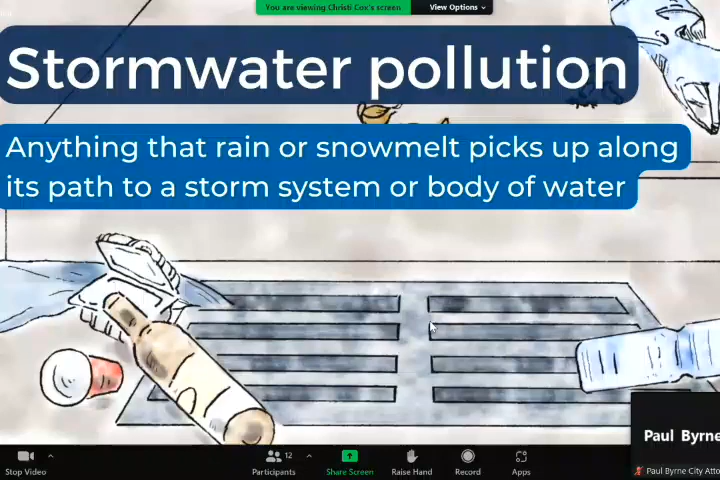 You are viewing Christi Cox's screen
View Options
Stormwater pollution
Anything that rain or snowmelt picks up along
its path to a storm system or body of water
Paul Byrne
Paul Byrne City Atto
Stop Video
12
Participants
Share Screen
Raise Hand
Record
Apps